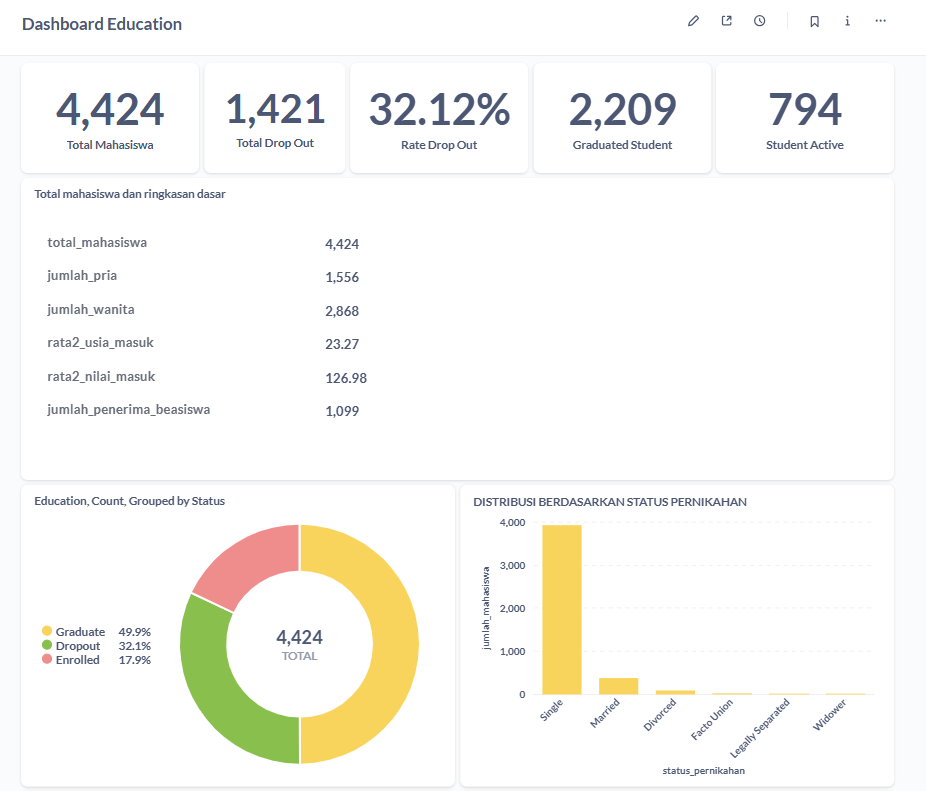 Dashboard Education
4,424
Total Mahasiswa
1,421
Total Drop Out
32.12%
Rate Drop Out
2,209
Graduated Student
794
Student Active
Total mahasiswa dan ringkasan dasar
total_mahasiswa 4,424
jumlah_pria 1,556
jumlah_wanita 2,868
rata2_usia_masuk 23.27
rata2_nilai_masuk 126.98
jumlah_penerima_beasiswa 1,099
Education, Count, Grouped by Status
Graduate 49.9%
Dropout 32.1%
Enrolled 17.9%
4,424
TOTAL
DISTRIBUSI BERDASARKAN STATUS PERNIKAHAN
jumlah_mahasiswa
4,000
3,000
2,000
1,000
0
Single
Married
Divorced
Facto Union
Legally Separated
Widower
status_pernikahan